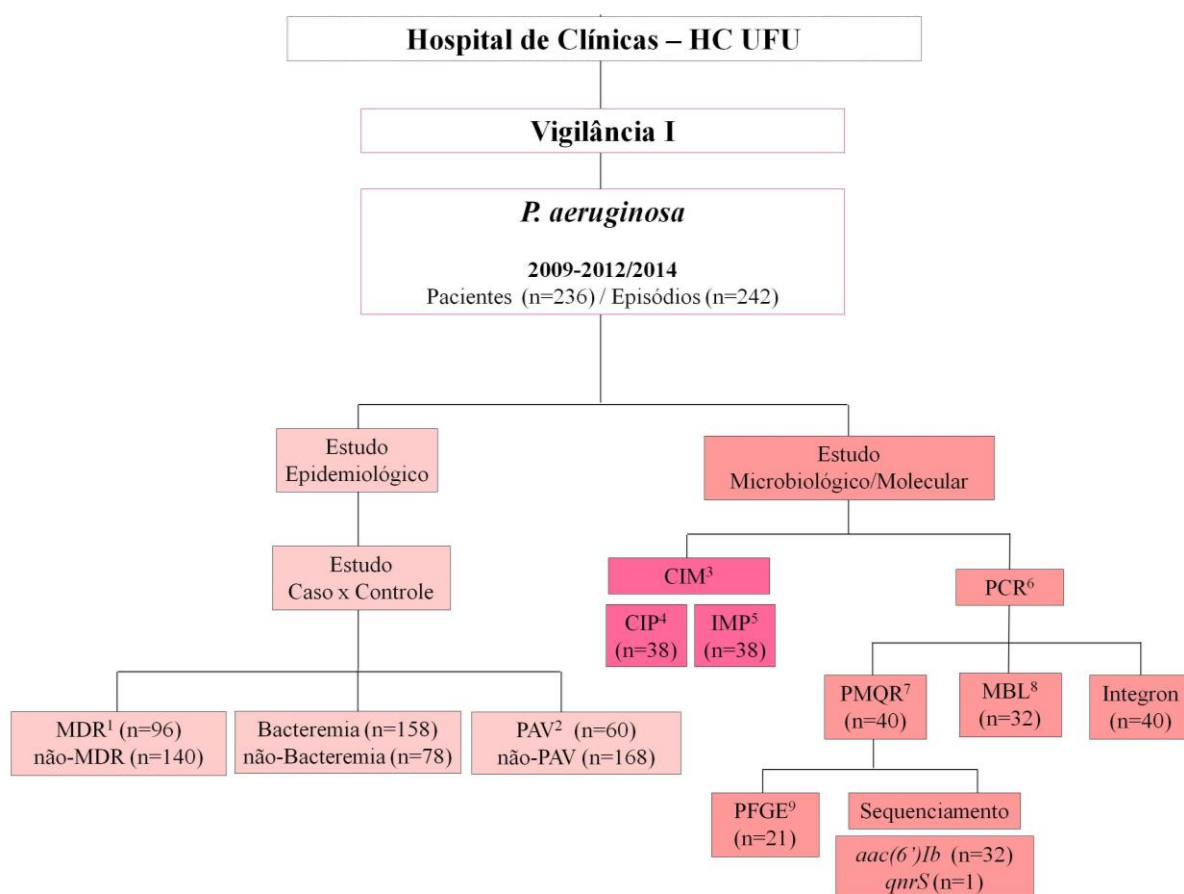 Hospital de Clínicas – HC UFU
Vigilância I
P. aeruginosa
2009-2012/2014
Pacientes (n=236) / Episódios (n=242)
Estudo
Epidemiológico
Estudo
Microbiológico/Molecular
Estudo
Caso x Controle
CIM³
PCR⁶
CIP⁴
(n=38)
IMP⁵
(n=38)
PMQR⁷
(n=40)
MBL⁸
(n=32)
Integron
(n=40)
MDR¹ (n=96)
não-MDR (n=140)
Bacteremia (n=158)
não-Bacteremia (n=78)
PAV² (n=60)
não-PAV (n=168)
PFGE⁹
(n=21)
Sequenciamento
aac(6’)Ib (n=32)
qnrS (n=1)